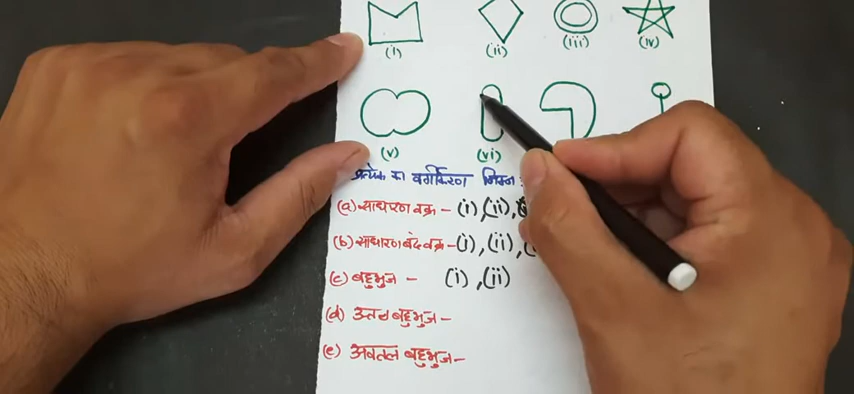 (i) (ii) (iii) (iv)
(v) (vi)
प्रत्येक का वर्गीकरण निम्न:
(a) साधारण वक्र - (i), (ii),
(b) साधारण बंद वक्र - (i), (ii),
(c) बहुभुज - (i), (ii)
(d) उत्तल बहुभुज -
(e) अवतल बहुभुज -